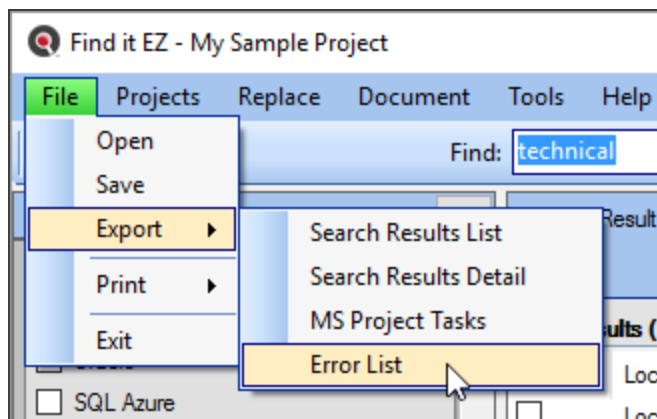 Find it EZ - My Sample Project
File Projects Replace Document Tools Help
Open
Find: technical
Save
Export
Search Results List
Search Results Detail
Print
MS Project Tasks
Exit
Error List
SQL Azure